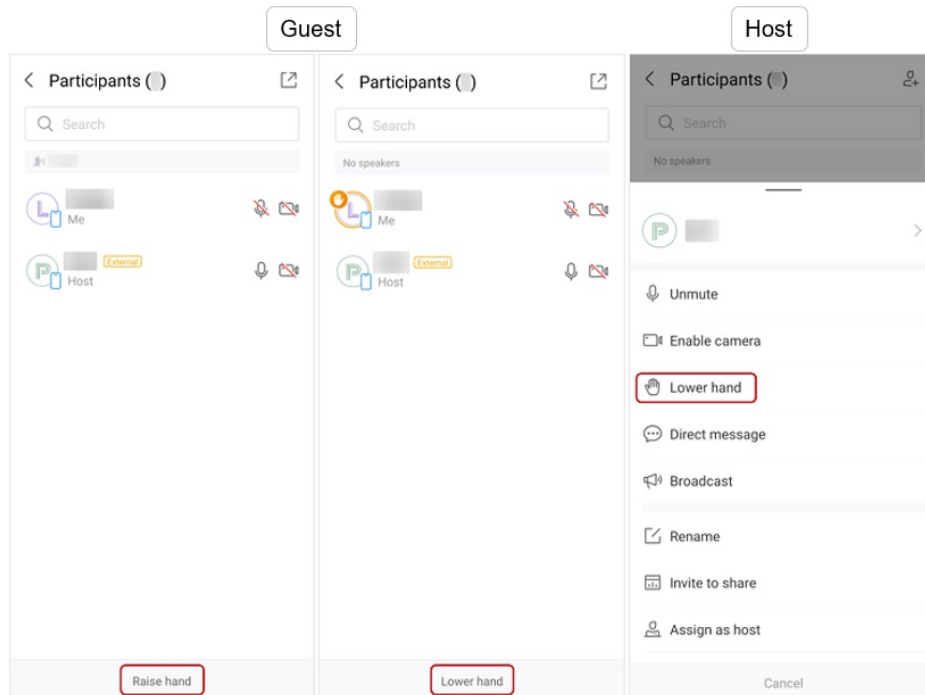 Guest
Host
Participants ( )
Search
L
Me
P
External
Host
Raise hand
Participants ( )
Search
No speakers
L
Me
P
External
Host
Lower hand
Participants ( )
Search
No speakers
P
Unmute
Enable camera
Lower hand
Direct message
Broadcast
Rename
Invite to share
Assign as host
Cancel